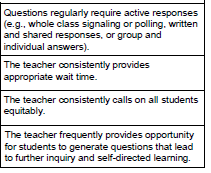 Questions regularly require active responses
(e.g., whole class signaling or polling, written
and shared responses, or group and
individual answers).
The teacher consistently provides
appropriate wait time.
The teacher consistently calls on all students
equitably.
The teacher frequently provides opportunity
for students to generate questions that lead
to further inquiry and self-directed learning.